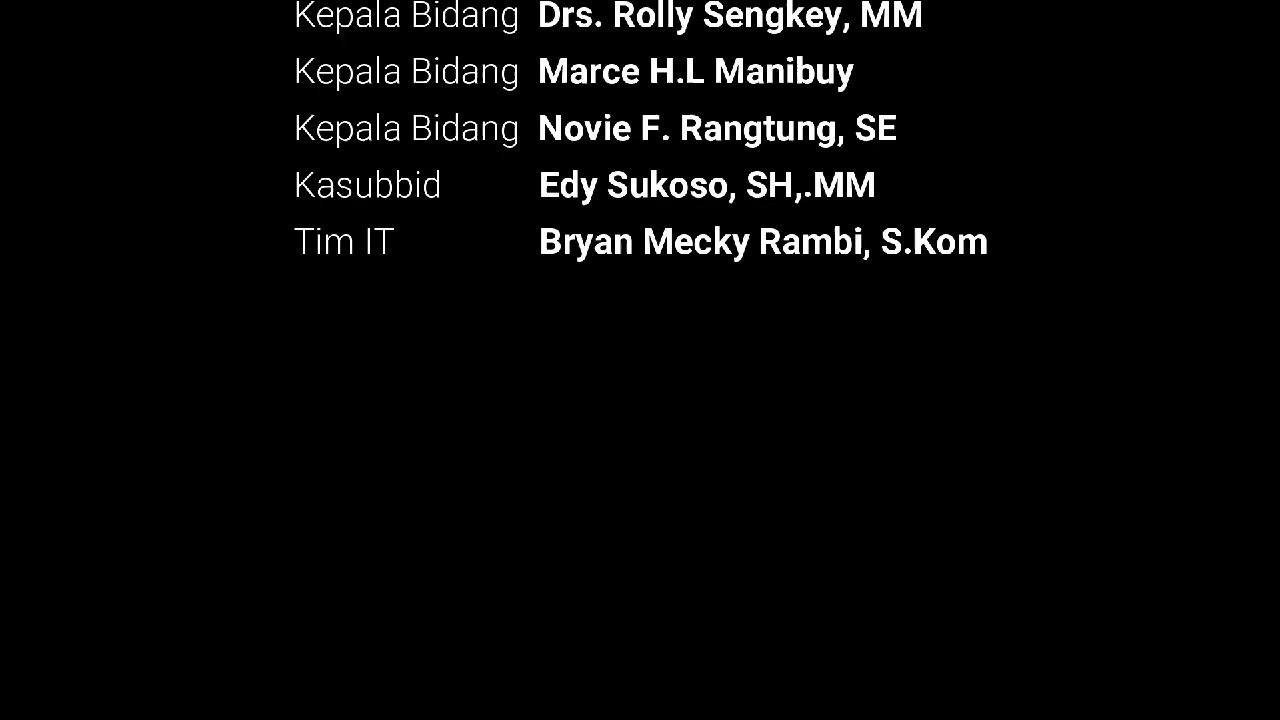 Kepala Bidang Drs. Rolly Sengkey, MM
Kepala Bidang Marce H.L Manibuy
Kepala Bidang Novie F. Rangtung, SE
Kasubbid Edy Sukoso, SH,.MM
Tim IT Bryan Mecky Rambi, S.Kom